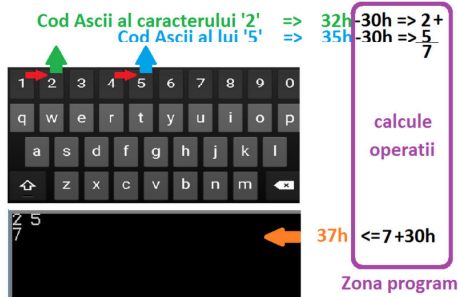 Cod Ascii al caracterului '2' => 32h -30h => 2 +
Cod Ascii al lui '5' => 35h -30h => 5
7
1 2 3 4 5 6 7 8 9 0
q w e r t y u i o p
a s d f g h j k l
z x c v b n m
calcule
operatii
2 5
7
37h <= 7 +30h
Zona program